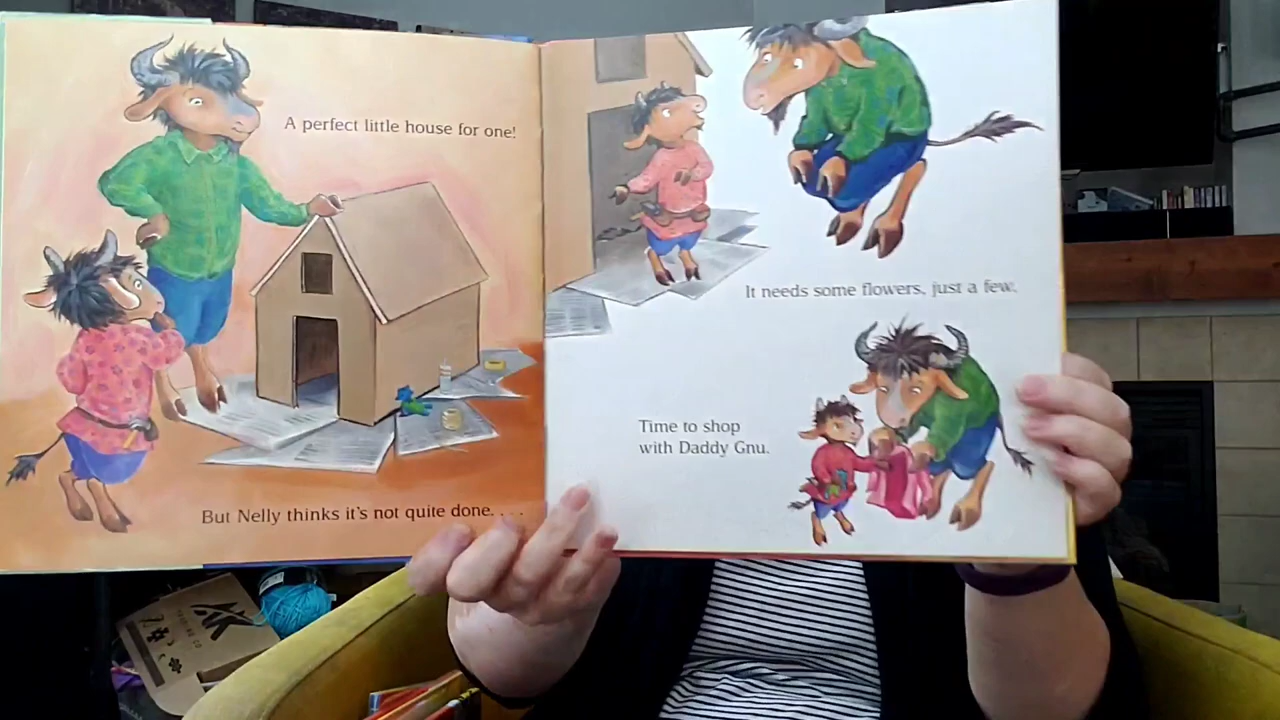 A perfect little house for one!
But Nelly thinks it's not quite done. . . .
It needs some flowers, just a few.
Time to shop
with Daddy Gnu.